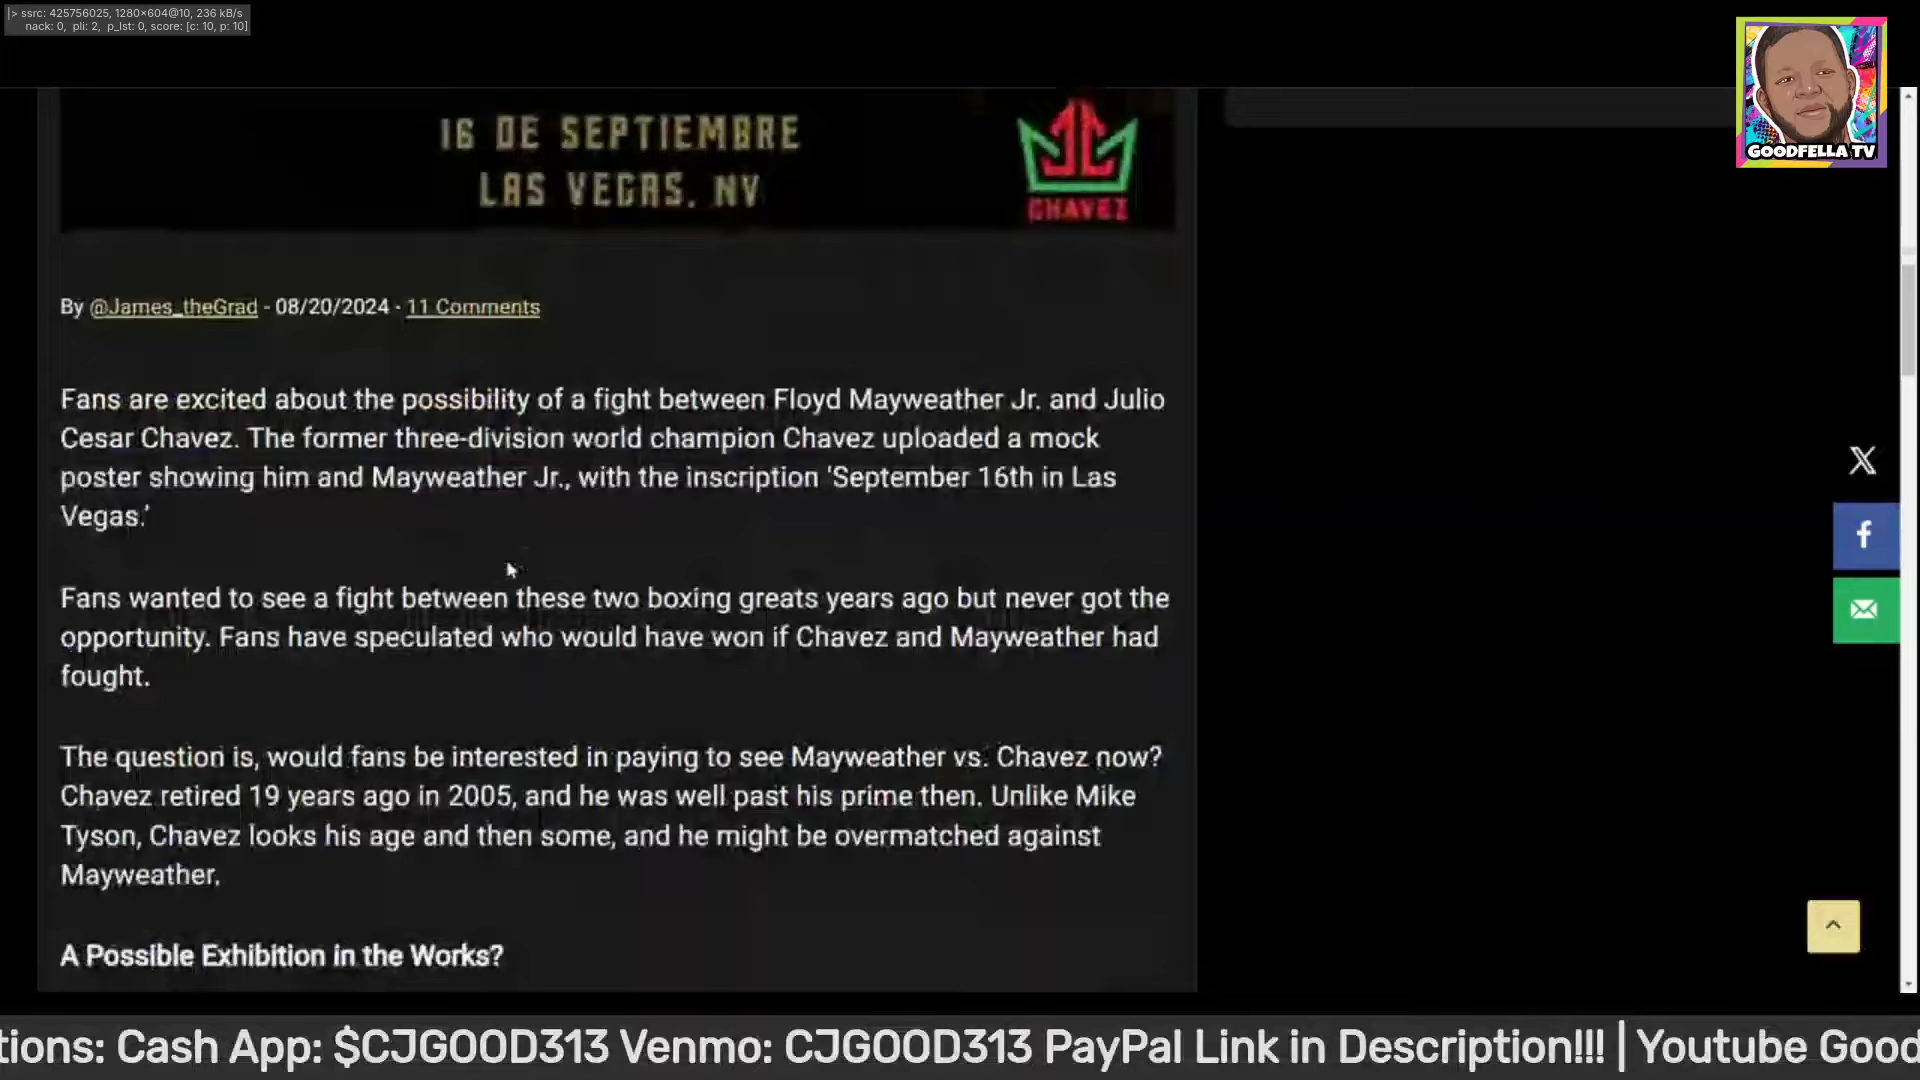 |> ssrc: 425756025, 1280×604@10, 236 kB/s
nack: 0, pli: 2, p_lst: 0, score: [c: 10, p: 10]
GOODFELLA TV
16 DE SEPTIEMBRE
LAS VEGAS, NV
CHAVEZ
By @James_theGrad - 08/20/2024 - 11 Comments
Fans are excited about the possibility of a fight between Floyd Mayweather Jr. and Julio
Cesar Chavez. The former three-division world champion Chavez uploaded a mock
poster showing him and Mayweather Jr., with the inscription ‘September 16th in Las
Vegas.’
Fans wanted to see a fight between these two boxing greats years ago but never got the
opportunity. Fans have speculated who would have won if Chavez and Mayweather had
fought.
The question is, would fans be interested in paying to see Mayweather vs. Chavez now?
Chavez retired 19 years ago in 2005, and he was well past his prime then. Unlike Mike
Tyson, Chavez looks his age and then some, and he might be overmatched against
Mayweather.
A Possible Exhibition in the Works?
tions: Cash App: $CJGOOD313 Venmo: CJGOOD313 PayPal Link in Description!!! | Youtube Good